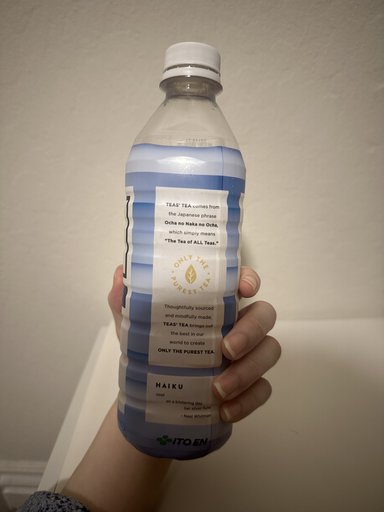 TEAS' TEA comes from
the Japanese phrase
Ocha no Naka no Ocha,
which simply means
"The Tea of ALL Teas."
ONLY THE
PUREST TEA
Thoughtfully sourced
and mindfully made,
TEAS' TEA brings out
the best in our
world to create
ONLY THE PUREST TEA.
HAIKU
on a blistering day
ITO EN